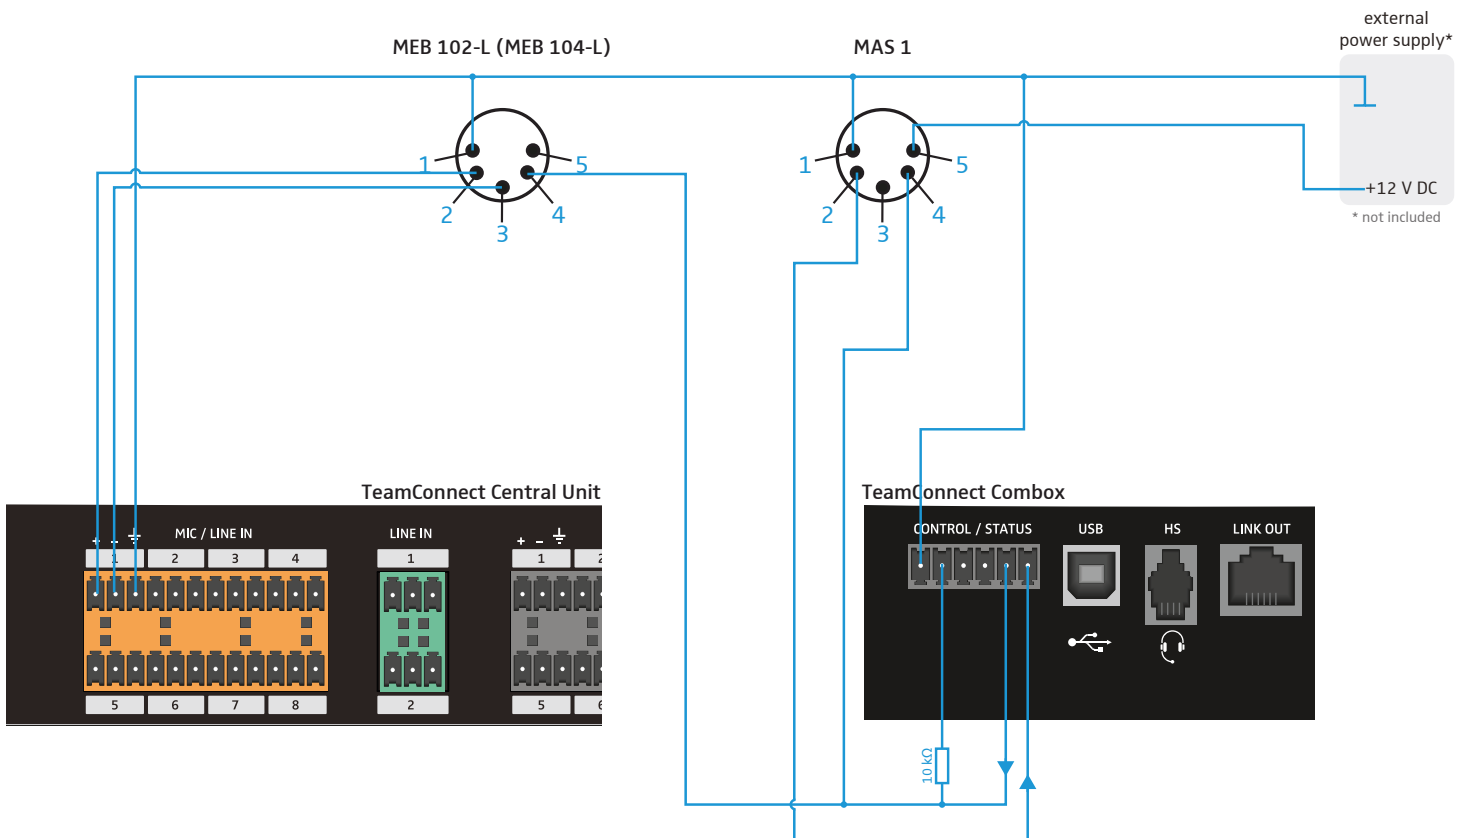 external
power supply*
MEB 102-L (MEB 104-L)
MAS 1
1
5
2
4
3
1
5
2
4
3
+12 V DC
* not included
TeamConnect Central Unit
TeamConnect Combox
MIC / LINE IN
LINE IN
CONTROL / STATUS
USB
HS
LINK OUT
+ –
+ –
1
2
3
4
1
1
2
5
6
7
8
2
5
6
10 kΩ